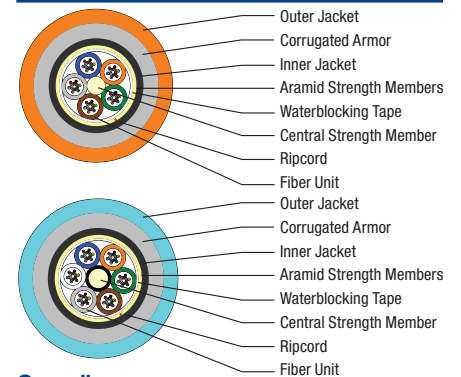 Outer Jacket
Corrugated Armor
Inner Jacket
Aramid Strength Members
Waterblocking Tape
Central Strength Member
Ripcord
Fiber Unit
Outer Jacket
Corrugated Armor
Inner Jacket
Aramid Strength Members
Waterblocking Tape
Central Strength Member
Ripcord
Fiber Unit